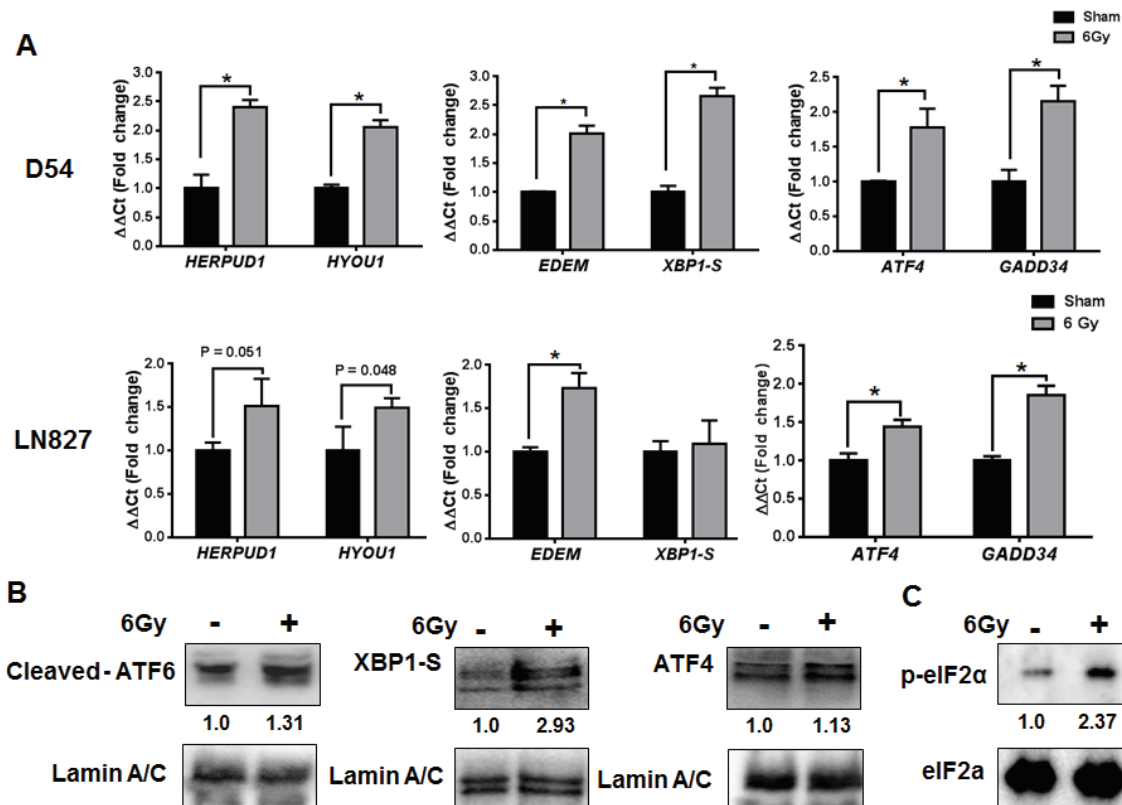 A
Sham
6Gy
D54
ΔΔCt (Fold change)
3.0
2.5
2.0
1.5
1.0
0.5
0.0
*
*
HERPUD1
HYOU1
ΔΔCt (Fold change)
3.0
2.5
2.0
1.5
1.0
0.5
0.0
*
*
EDEM
XBP1-S
ΔΔCt (Fold change)
2.5
2.0
1.5
1.0
0.5
0.0
*
*
ATF4
GADD34
Sham
6 Gy
LN827
ΔΔCt (Fold change)
2.0
1.5
1.0
0.5
0.0
P = 0.051
P = 0.048
HERPUD1
HYOU1
ΔΔCt (Fold change)
2.0
1.5
1.0
0.5
0.0
*
EDEM
XBP1-S
ΔΔCt (Fold change)
2.5
2.0
1.5
1.0
0.5
0.0
*
*
ATF4
GADD34
B
6Gy - +
Cleaved-ATF6
1.0 1.31
Lamin A/C
6Gy - +
XBP1-S
1.0 2.93
Lamin A/C
6Gy - +
ATF4
1.0 1.13
Lamin A/C
C
6Gy - +
p-eIF2α
1.0 2.37
eIF2a